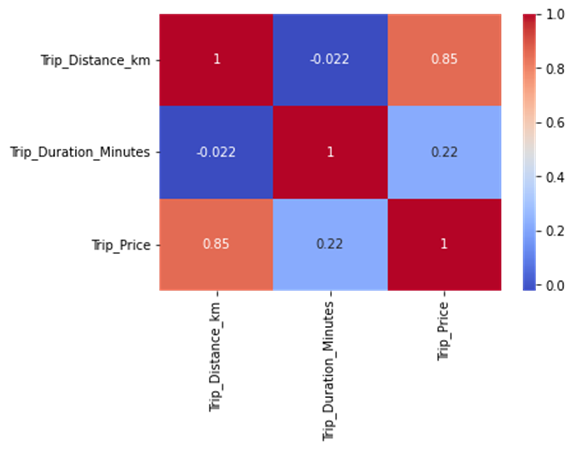 Trip_Distance_km 1 -0.022 0.85
Trip_Duration_Minutes -0.022 1 0.22
Trip_Price 0.85 0.22 1
Trip_Distance_km
Trip_Duration_Minutes
Trip_Price
1.0
0.8
0.6
0.4
0.2
0.0